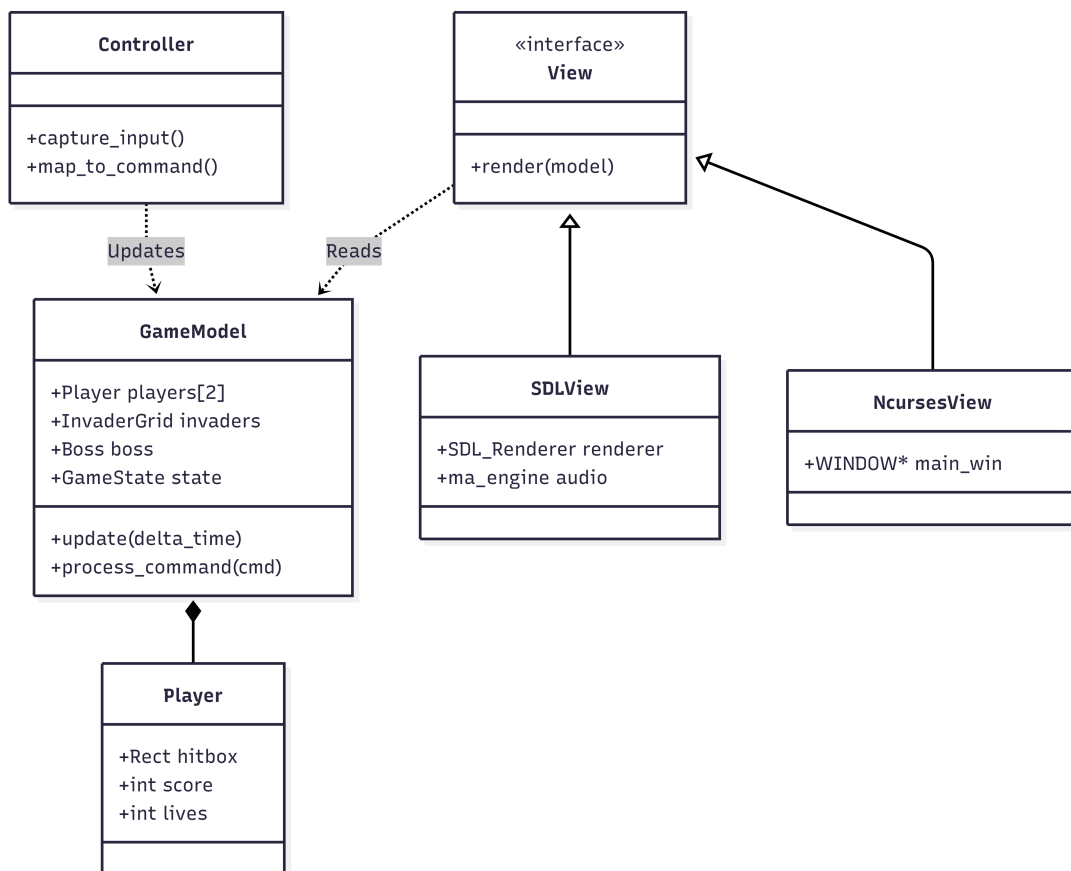 Controller
+capture_input()
+map_to_command()
«interface»
View
+render(model)
Updates
Reads
GameModel
+Player players[2]
+InvaderGrid invaders
+Boss boss
+GameState state
+update(delta_time)
+process_command(cmd)
SDLView
+SDL_Renderer renderer
+ma_engine audio
NcursesView
+WINDOW* main_win
Player
+Rect hitbox
+int score
+int lives